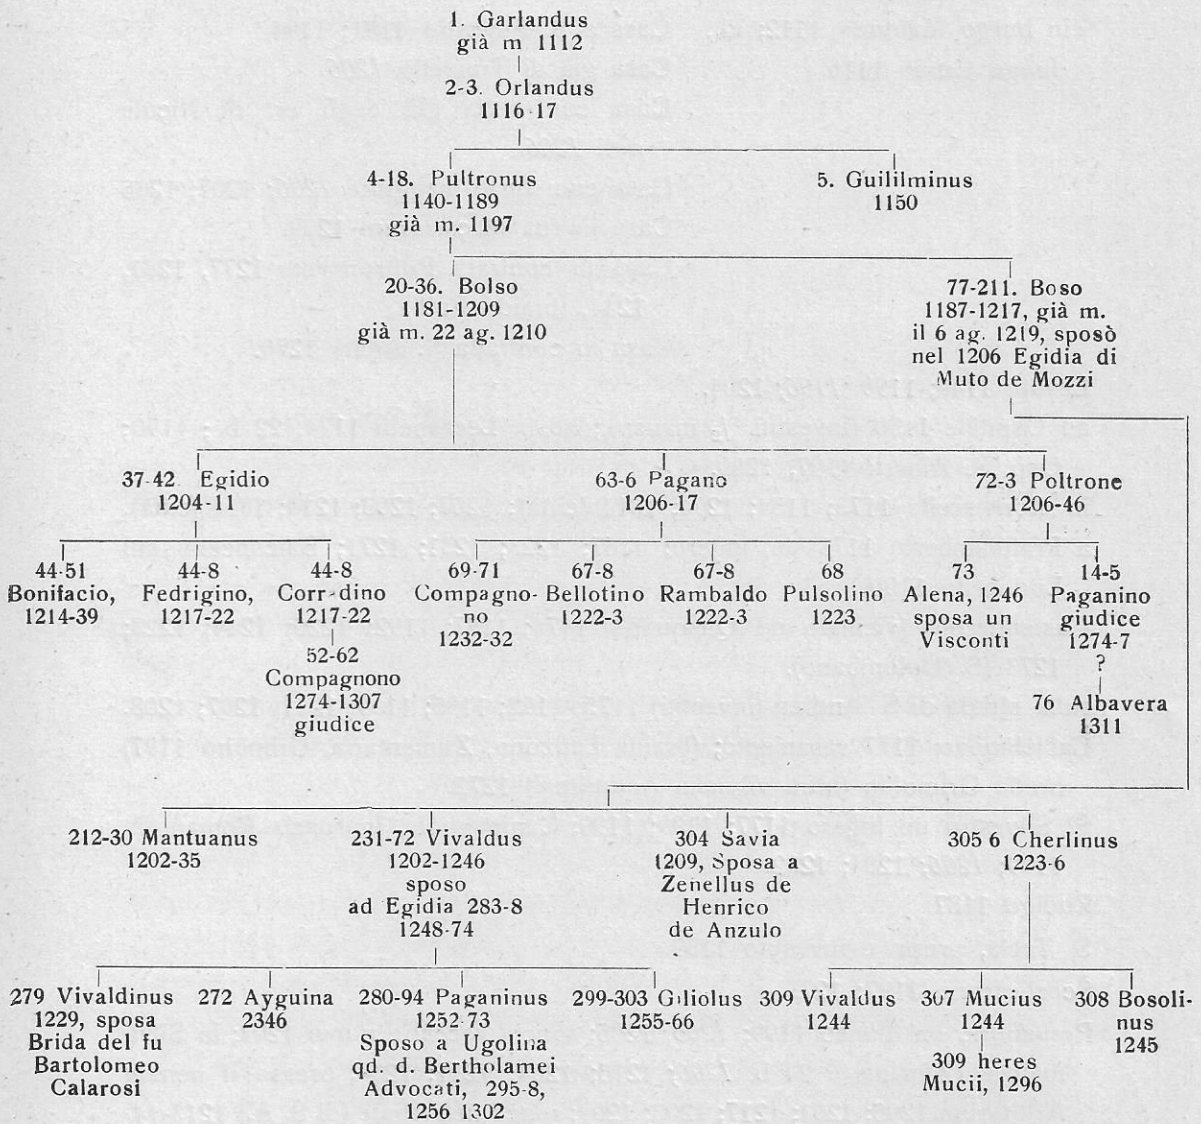 1. Garlandus
già m 1112
2-3. Orlandus
1116-17
4-18. Pultronus
1140-1189
già m. 1197
5. Guililminus
1150
20-36. Bolso
1181-1209
già m. 22 ag. 1210
77-211. Boso
1187-1217, già m.
il 6 ag. 1219, sposò
nel 1206 Egidia di
Muto de Mozzi
37-42. Egidio
1204-11
63-6 Pagano
1206-17
72-3 Poltrone
1206-46
44-51
Bonifacio,
1214-39
44-8
Fedrigino,
1217-22
44-8
Corr-dino
1217-22
52-62
Compagnono
1274-1307
giudice
69-71
Compagno-
no
1232-32
67-8
Bellotino
1222-3
67-8
Rambaldo
1222-3
68
Pulsolino
1223
73
Alena, 1246
sposa un
Visconti
14-5
Paganino
giudice
1274-7
?
76 Albavera
1311
212-30 Mantuanus
1202-35
231-72 Vivaldus
1202-1246
sposo
ad Egidia 283-8
1248-74
304 Savia
1209, Sposa a
Zenellus de
Henrico
de Anzulo
305 6 Cherlinus
1223-6
279 Vivaldinus
1229, sposa
Brida del fu
Bartolomeo
Calarosi
272 Ayguina
2346
280-94 Paganinus
1252-73
Sposo a Ugolina
qd. d. Bertholamei
Advocati, 295-8,
1256 1302
299-303 Giliolus
1255-66
309 Vivaldus
1244
307 Mucius
1244
309 heres
Mucii, 1296
308 Bosoli-
nus
1245